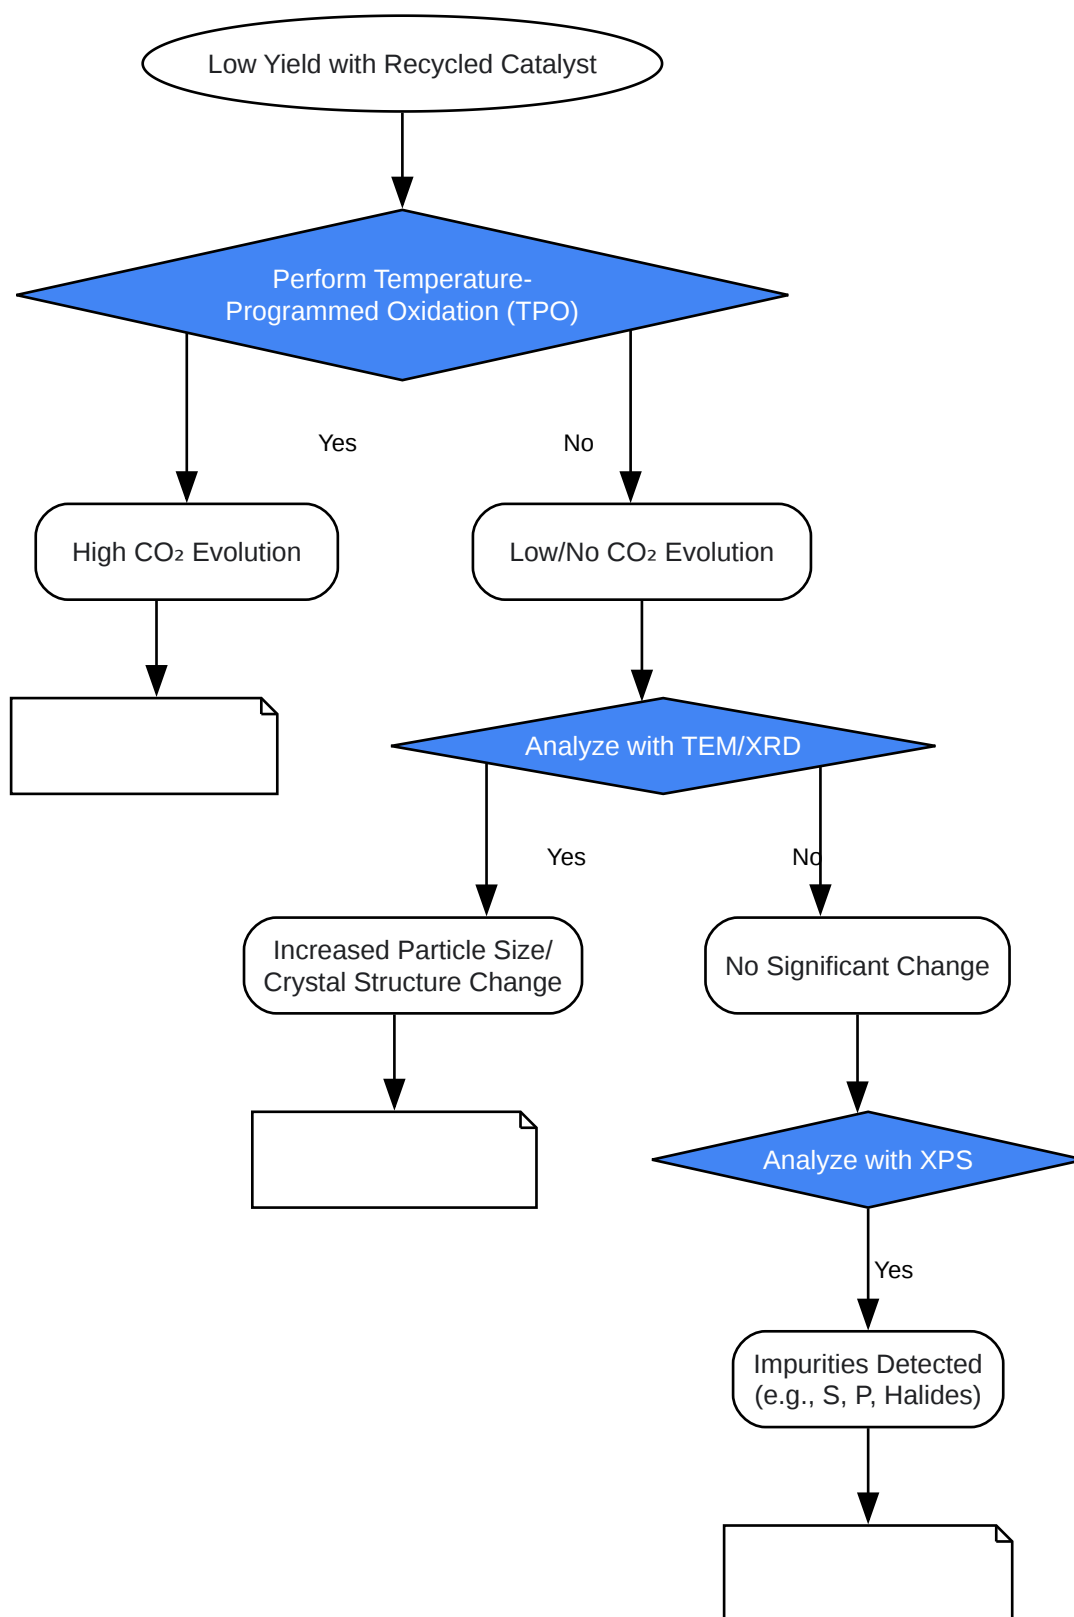 Low Yield with Recycled Catalyst
Perform Temperature-
Programmed Oxidation (TPO)
Yes
No
High CO₂ Evolution
Low/No CO₂ Evolution
Analyze with TEM/XRD
Yes
No
Increased Particle Size/
Crystal Structure Change
No Significant Change
Analyze with XPS
Yes
Impurities Detected
(e.g., S, P, Halides)